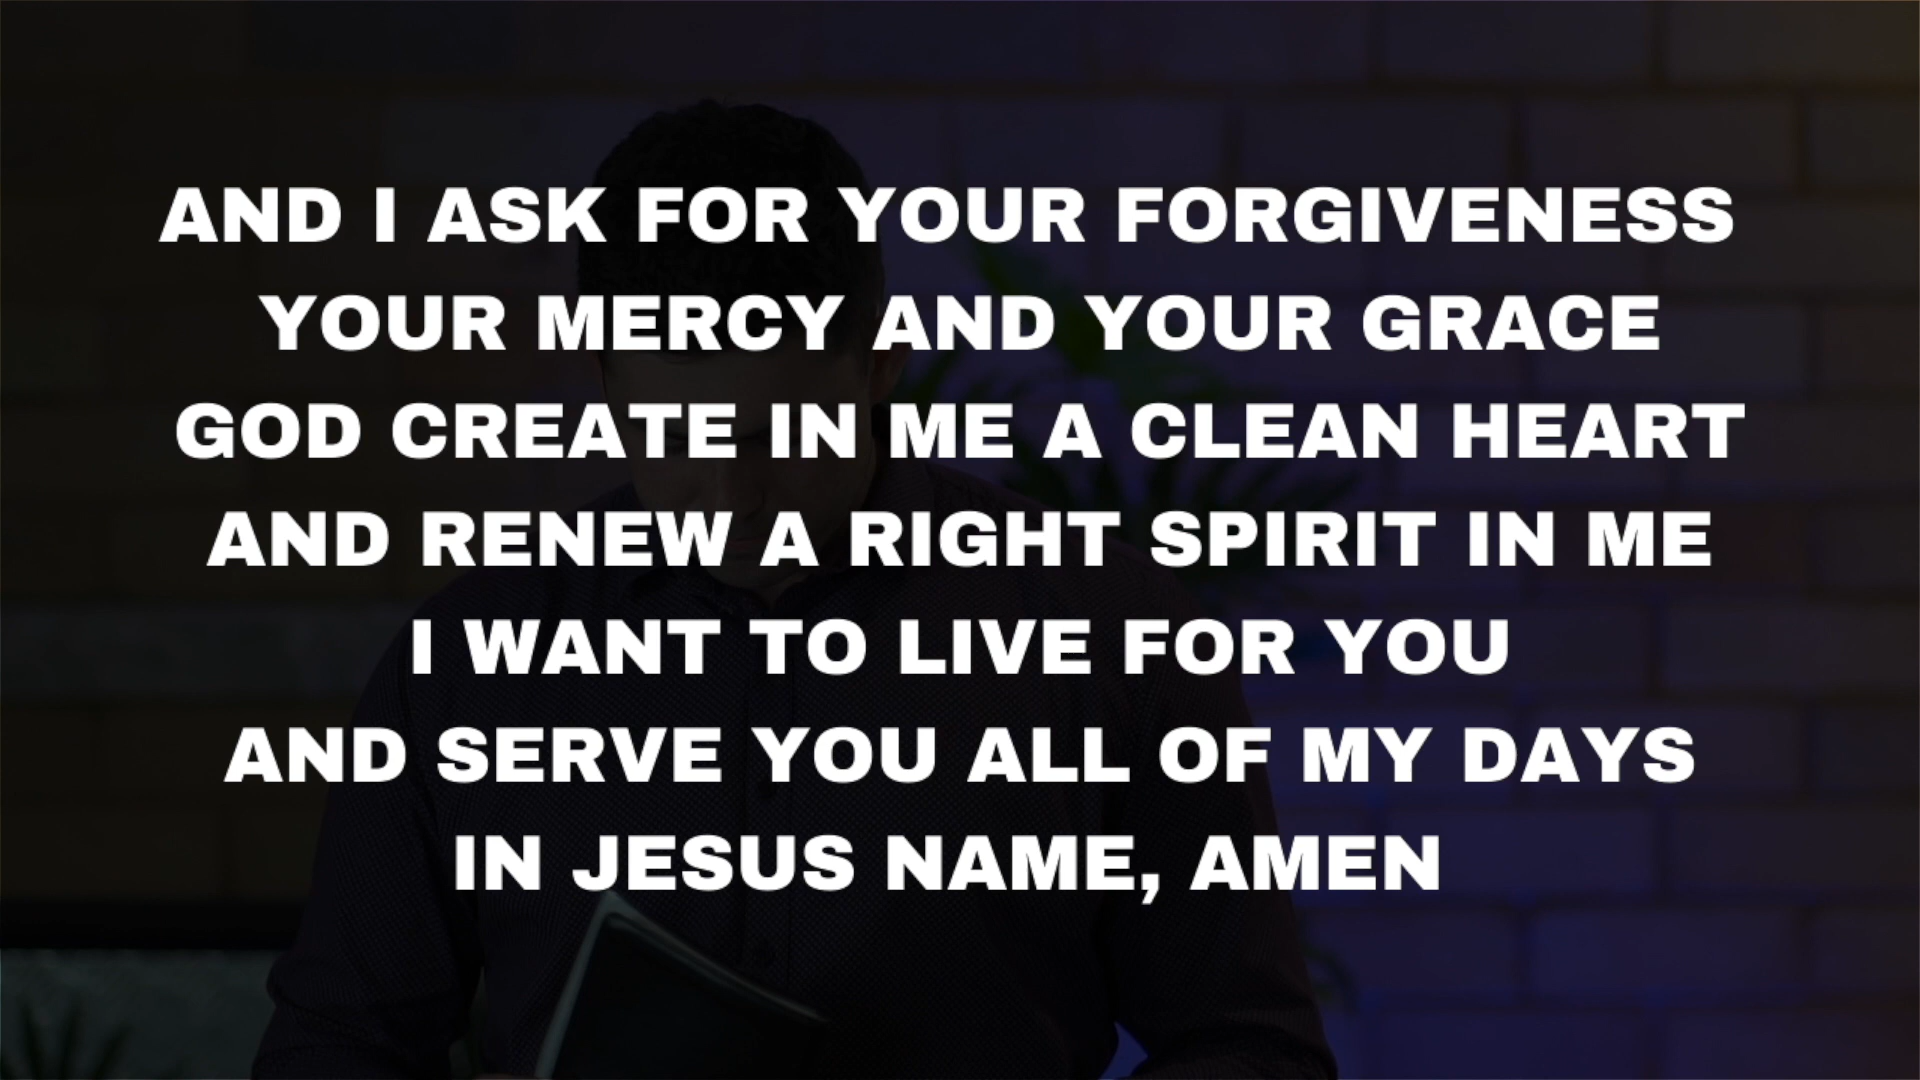 AND I ASK FOR YOUR FORGIVENESS
YOUR MERCY AND YOUR GRACE
GOD CREATE IN ME A CLEAN HEART
AND RENEW A RIGHT SPIRIT IN ME
I WANT TO LIVE FOR YOU
AND SERVE YOU ALL OF MY DAYS
IN JESUS NAME, AMEN